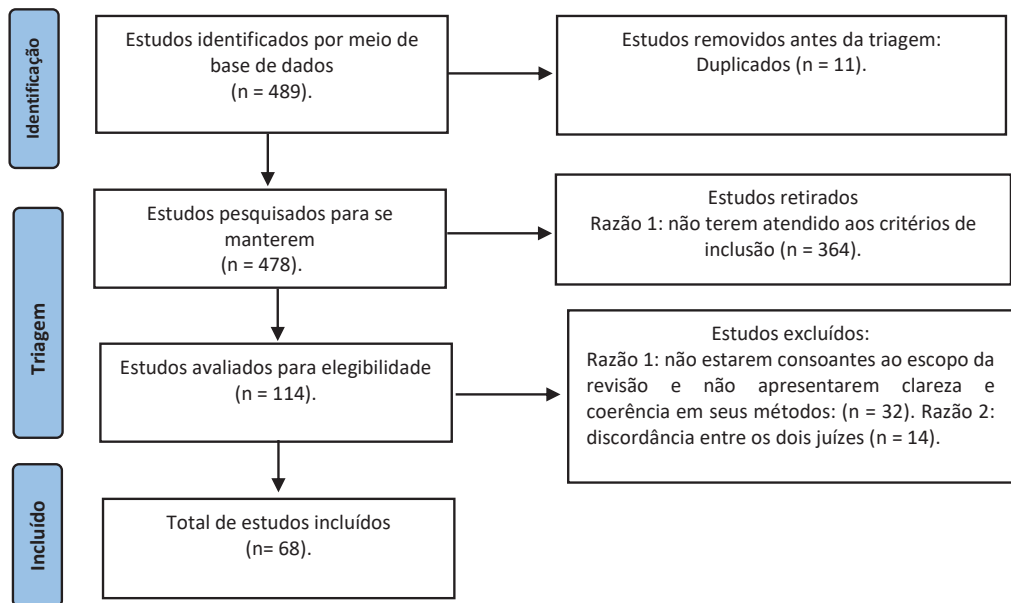 Identificação
Estudos identificados por meio de
base de dados
(n = 489).
Estudos removidos antes da triagem:
Duplicados (n = 11).
Triagem
Estudos pesquisados para se
manterem
(n = 478).
Estudos retirados
Razão 1: não terem atendido aos critérios de
inclusão (n = 364).
Estudos avaliados para elegibilidade
(n = 114).
Estudos excluídos:
Razão 1: não estarem consoantes ao escopo da
revisão e não apresentarem clareza e
coerência em seus métodos: (n = 32). Razão 2:
discordância entre os dois juízes (n = 14).
Incluído
Total de estudos incluídos
(n= 68).